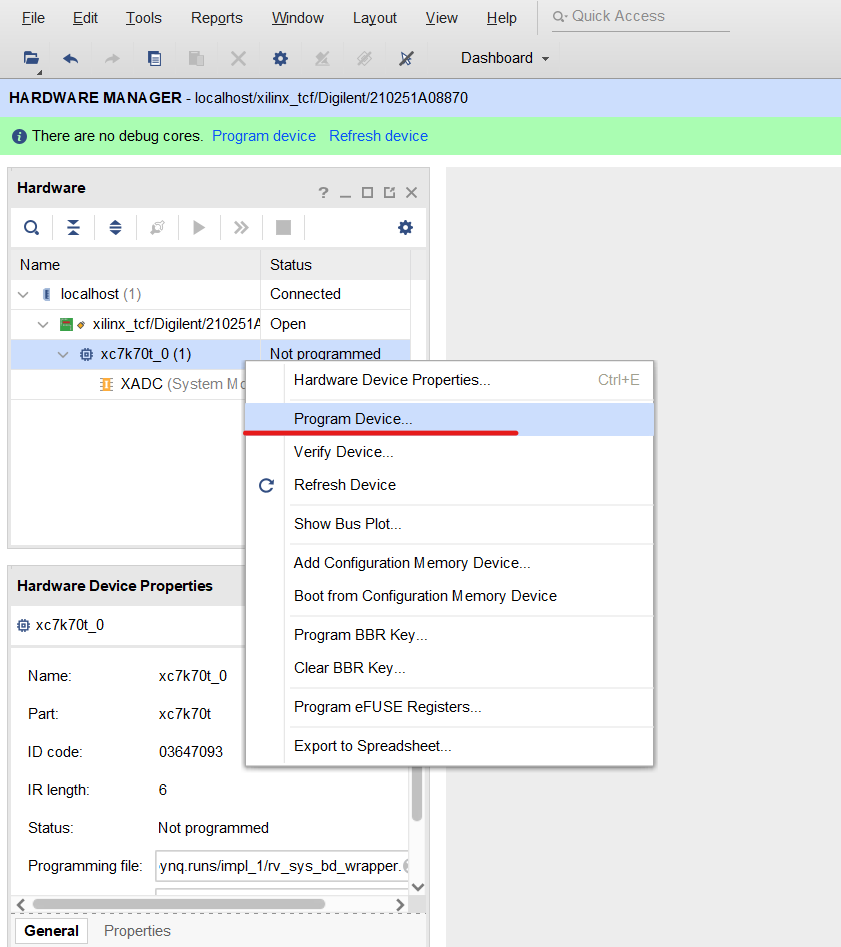 File Edit Tools Reports Window Layout View Help Quick Access
Dashboard
HARDWARE MANAGER - localhost/xilinx_tcf/Digilent/210251A08870
There are no debug cores. Program device Refresh device
Hardware
Name Status
localhost (1) Connected
xilinx_tcf/Digilent/210251A Open
xc7k70t_0 (1) Not programmed
XADC (System Mo
Hardware Device Properties... Ctrl+E
Program Device...
Verify Device...
Refresh Device
Show Bus Plot...
Add Configuration Memory Device...
Boot from Configuration Memory Device
Program BBR Key...
Clear BBR Key...
Program eFUSE Registers...
Export to Spreadsheet...
Hardware Device Properties
xc7k70t_0
Name: xc7k70t_0
Part: xc7k70t
ID code: 03647093
IR length: 6
Status: Not programmed
Programming file: ynq.runs/impl_1/rv_sys_bd_wrapper.
General Properties